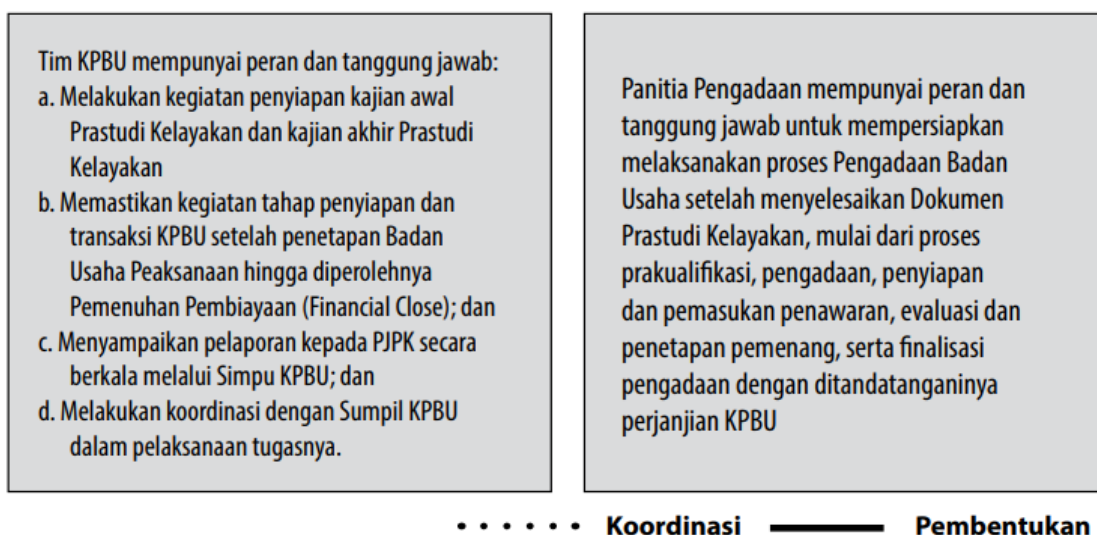 Tim KPBU mempunyai peran dan tanggung jawab:
a. Melakukan kegiatan penyiapan kajian awal
Prastudi Kelayakan dan kajian akhir Prastudi
Kelayakan
b. Memastikan kegiatan tahap penyiapan dan
transaksi KPBU setelah penetapan Badan
Usaha Peaksanaan hingga diperolehnya
Pemenuhan Pembiayaan (Financial Close); dan
c. Menyampaikan pelaporan kepada PJPK secara
berkala melalui Simpu KPBU; dan
d. Melakukan koordinasi dengan Sumpil KPBU
dalam pelaksanaan tugasnya.
Panitia Pengadaan mempunyai peran dan
tanggung jawab untuk mempersiapkan
melaksanakan proses Pengadaan Badan
Usaha setelah menyelesaikan Dokumen
Prastudi Kelayakan, mulai dari proses
prakualifikasi, pengadaan, penyiapan
dan pemasukan penawaran, evaluasi dan
penetapan pemenang, serta finalisasi
pengadaan dengan ditandatanganinya
perjanjian KPBU
Koordinasi
Pembentukan